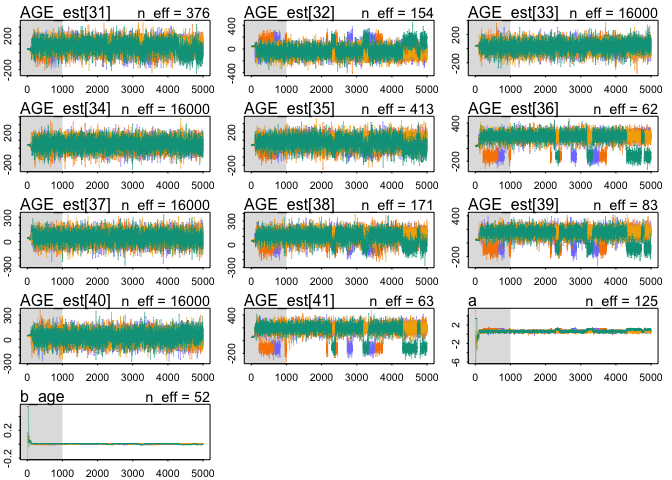 AGE_est[31] n_eff = 376 AGE_est[32] n_eff = 154 AGE_est[33] n_eff = 16000
-200 200
-400 0 400
-200 200
0 1000 2000 3000 4000 5000 0 1000 2000 3000 4000 5000 0 1000 2000 3000 4000 5000
AGE_est[34] n_eff = 16000 AGE_est[35] n_eff = 413 AGE_est[36] n_eff = 62
-200 200
-200 200
-200 400
0 1000 2000 3000 4000 5000 0 1000 2000 3000 4000 5000 0 1000 2000 3000 4000 5000
AGE_est[37] n_eff = 16000 AGE_est[38] n_eff = 171 AGE_est[39] n_eff = 83
-300 0 300
-300 0 300
-200 400
0 1000 2000 3000 4000 5000 0 1000 2000 3000 4000 5000 0 1000 2000 3000 4000 5000
AGE_est[40] n_eff = 16000 AGE_est[41] n_eff = 63 a n_eff = 125
-300 0 300
-200 400
-6 -2 2
0 1000 2000 3000 4000 5000 0 1000 2000 3000 4000 5000 0 1000 2000 3000 4000 5000
b_age n_eff = 52
-0.2 0.2
0 1000 2000 3000 4000 5000